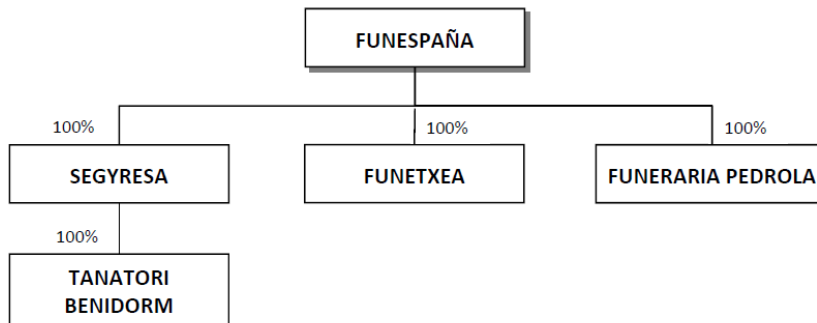 FUNESPAÑA
100%
100%
100%
SEGYRESA
FUNETXEA
FUNERARIA PEDROLA
100%
TANATORI
BENIDORM